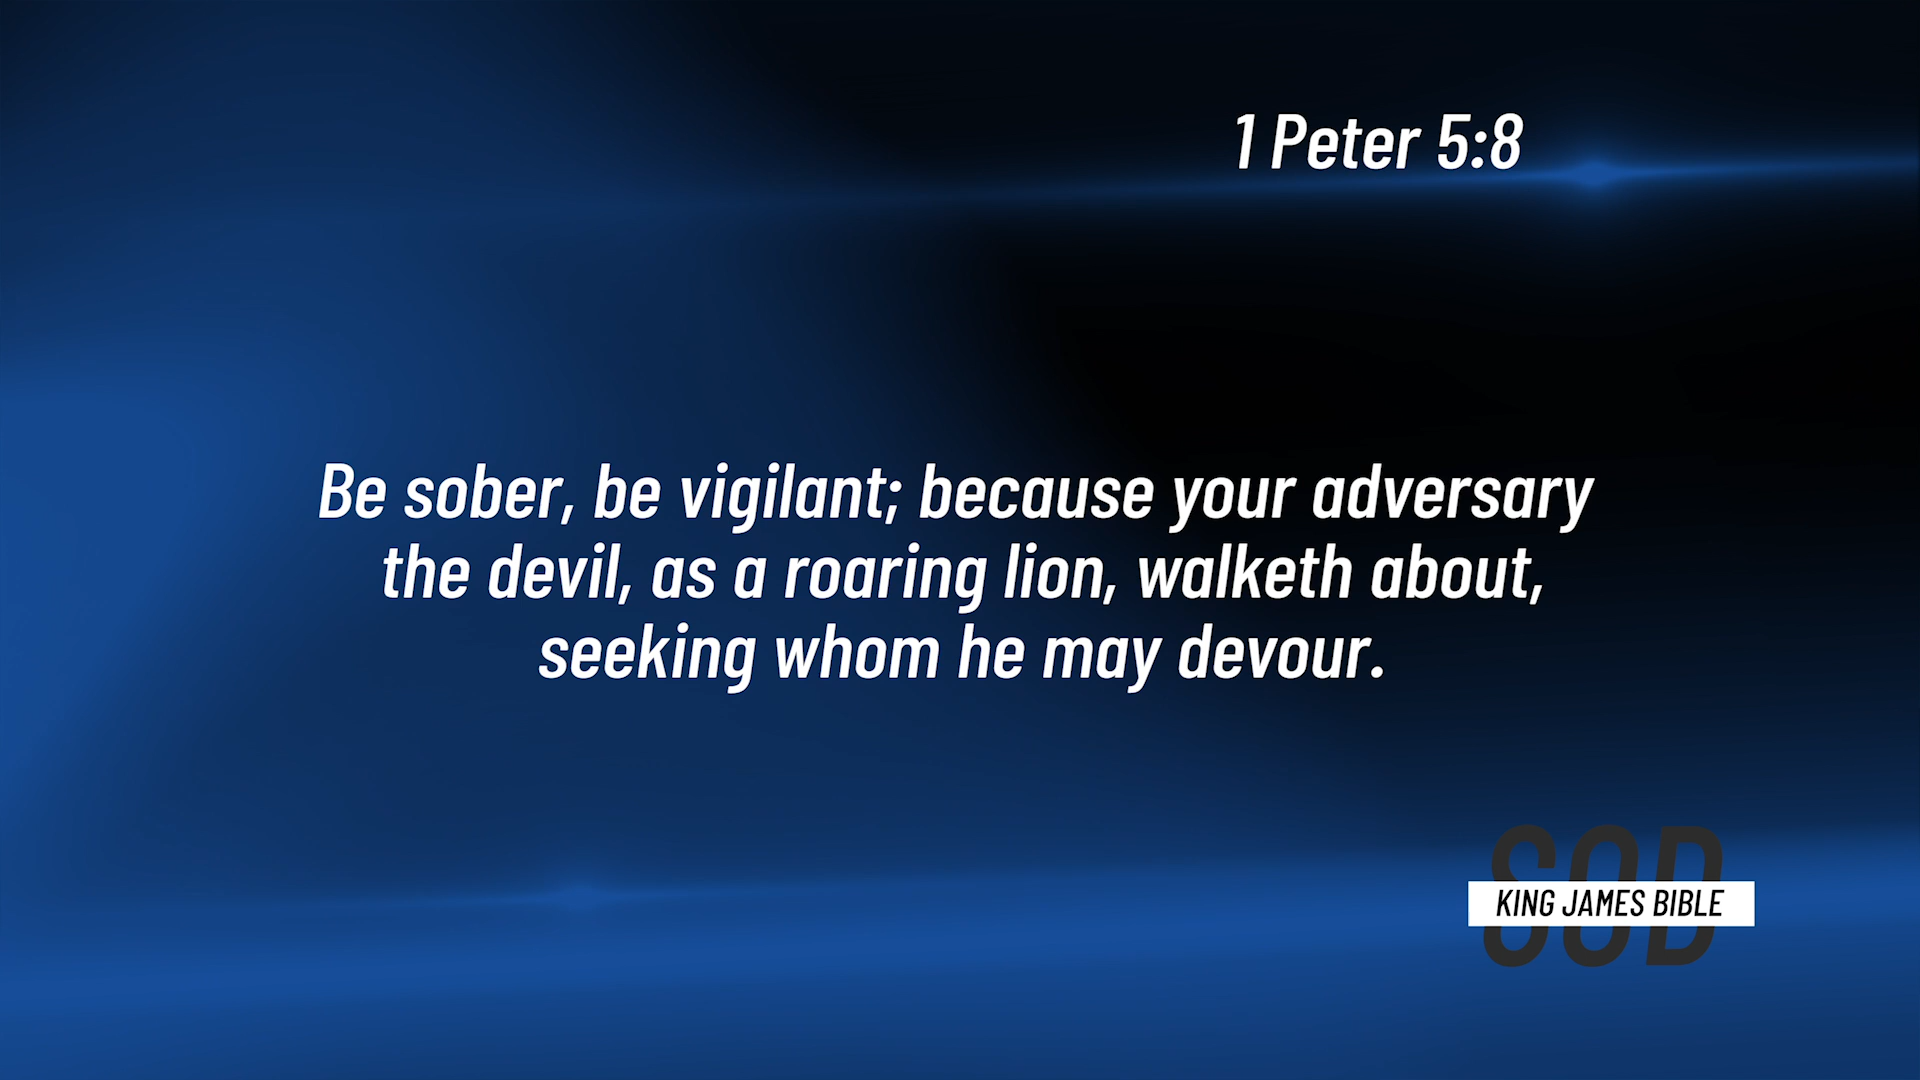 1 Peter 5:8
Be sober, be vigilant; because your adversary
the devil, as a roaring lion, walketh about,
seeking whom he may devour.
SOD
KING JAMES BIBLE